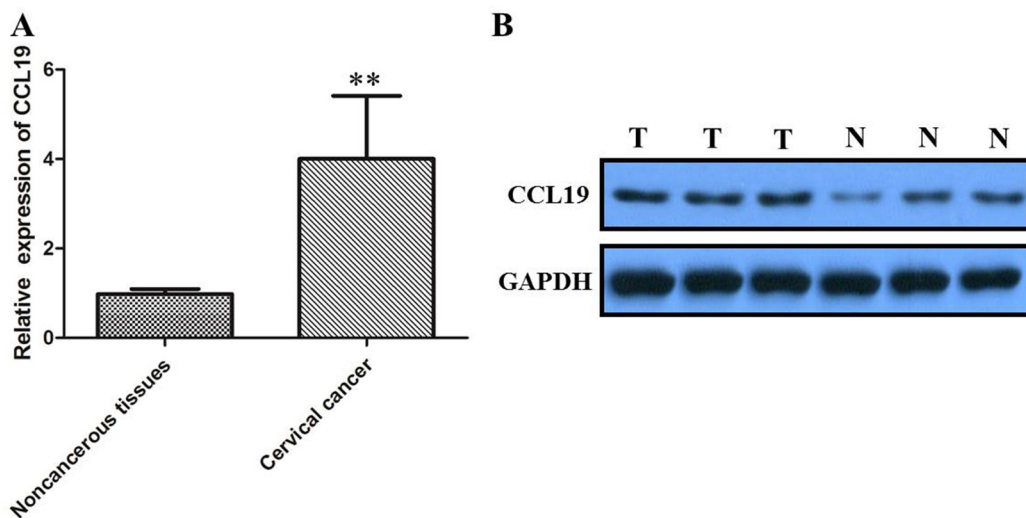 A
Relative expression of CCL19
6
4
2
0
**
Noncancerous tissues
Cervical cancer
B
T T T N N N
CCL19
GAPDH